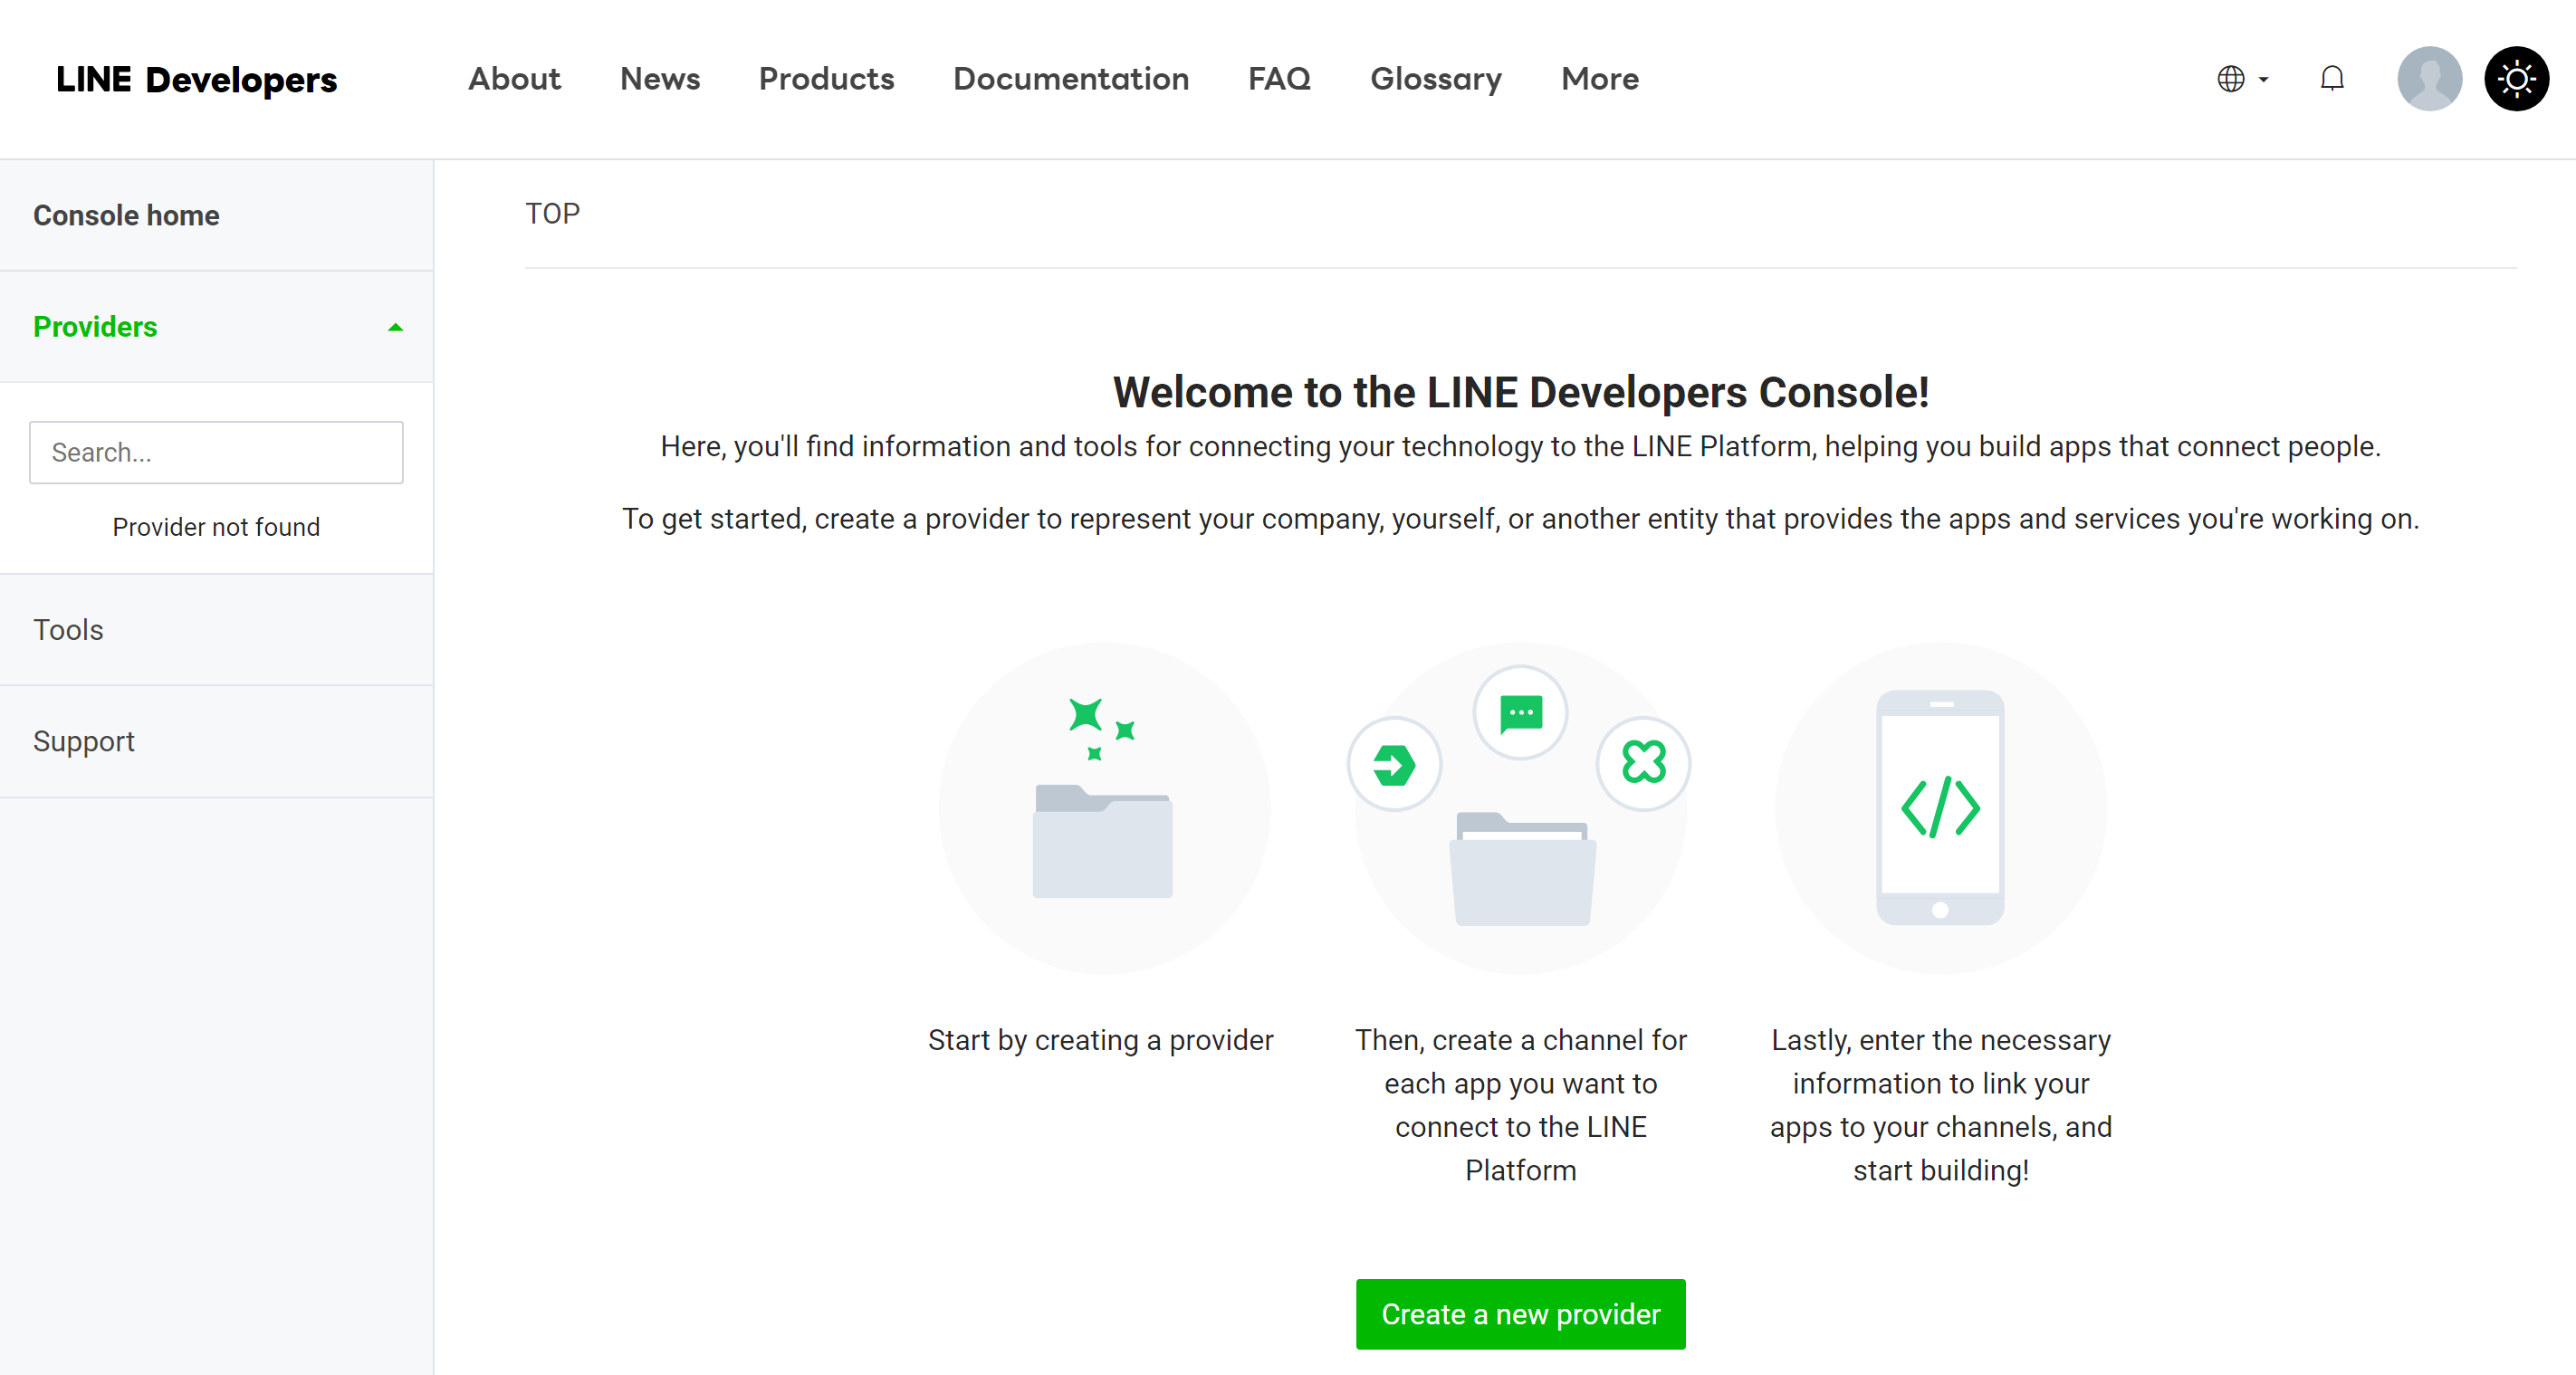 LINE Developers
About
News
Products
Documentation
FAQ
Glossary
More
Console home
Providers
Search...
Provider not found
Tools
Support
TOP
Welcome to the LINE Developers Console!
Here, you'll find information and tools for connecting your technology to the LINE Platform, helping you build apps that connect people.
To get started, create a provider to represent your company, yourself, or another entity that provides the apps and services you're working on.
Start by creating a provider
Then, create a channel for
each app you want to
connect to the LINE
Platform
Lastly, enter the necessary
information to link your
apps to your channels, and
start building!
Create a new provider